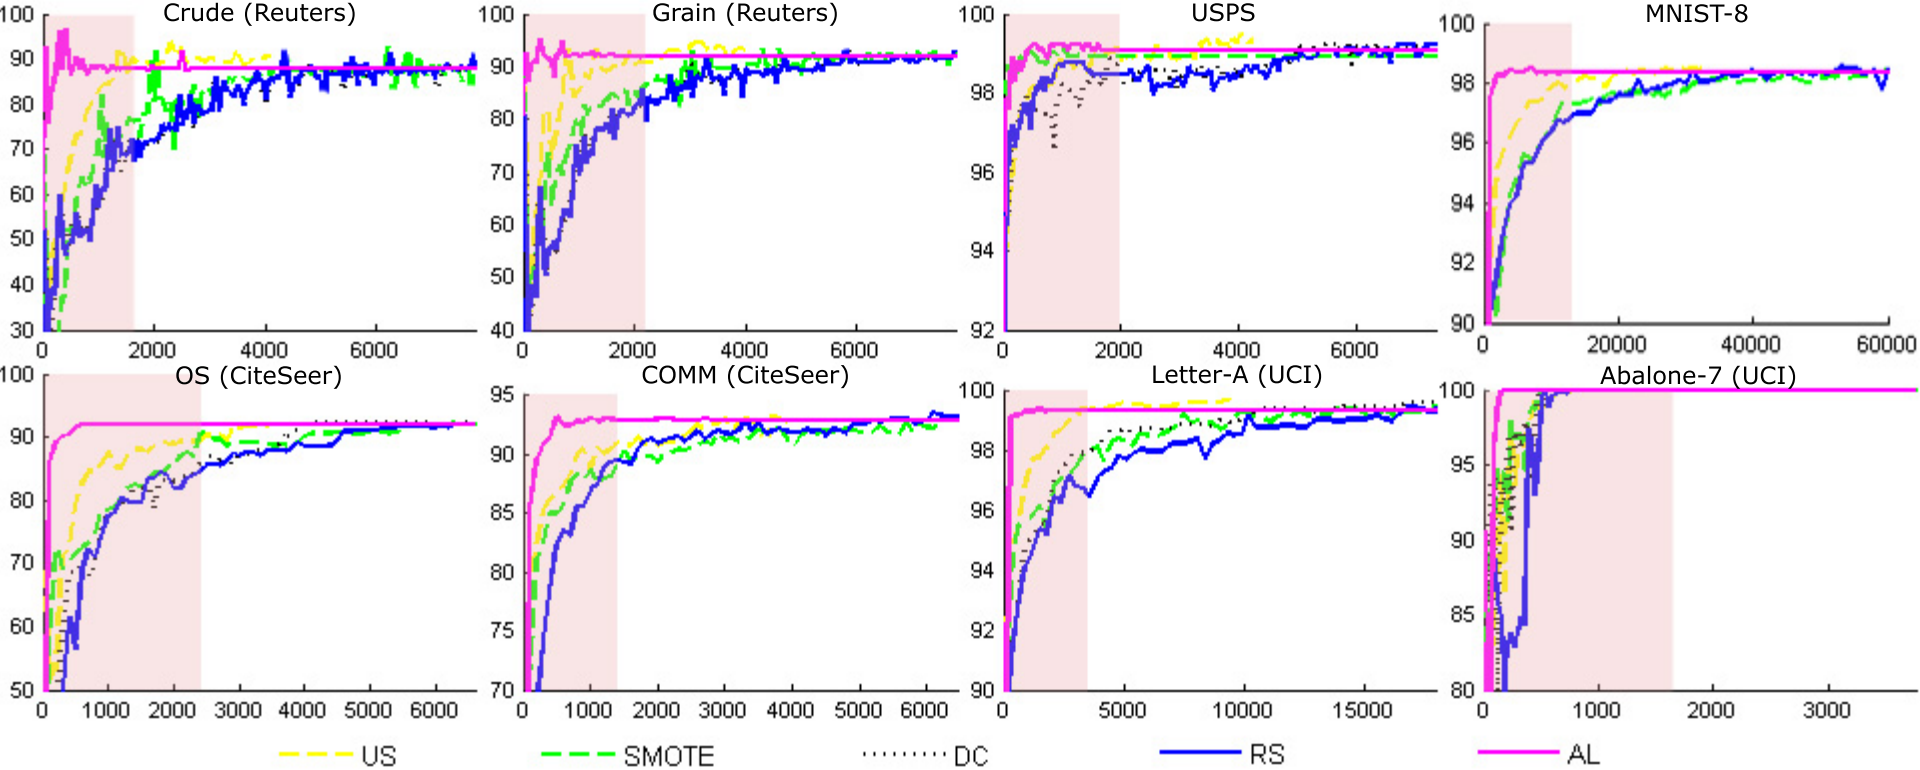 Crude (Reuters)
100
90
80
70
60
50
40
30
0 2000 4000 6000
Grain (Reuters)
100
90
80
70
60
50
40
0 2000 4000 6000
USPS
100
98
96
94
92
0 2000 4000 6000
MNIST-8
100
98
96
94
92
90
0 20000 40000 60000
OS (CiteSeer)
100
90
80
70
60
50
0 1000 2000 3000 4000 5000 6000
COMM (CiteSeer)
95
90
85
80
75
70
0 1000 2000 3000 4000 5000 6000
Letter-A (UCI)
100
98
96
94
92
90
0 5000 10000 15000
Abalone-7 (UCI)
100
95
90
85
80
0 1000 2000 3000
US SMOTE DC RS AL